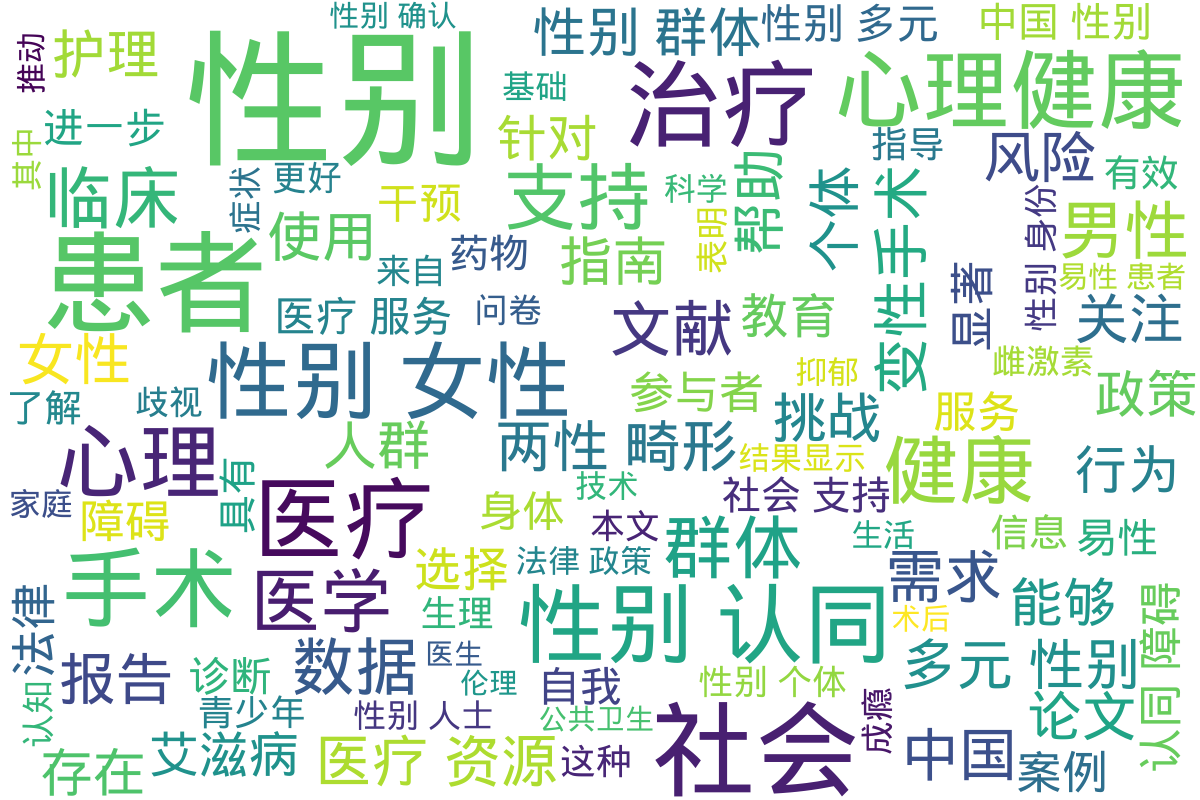 性别 确认
性别 群体
性别 多元
中国 性别
推动
护理
性别
治疗
心理健康
基础
进一步
针对
指导
风险
其中
临床
症状
更好
干预
支持
科学
帮助
个体
变性手术
有效
身份
性别
男性
患者
使用
来自
药物
指南
表明
显著
易性 患者
医疗 服务
问卷
文献
教育
关注
女性
性别 女性
抑郁
雌激素
了解
歧视
参与者
挑战
服务
政策
心理
人群
两性 畸形
结果显示
健康
行为
家庭
障碍
具有
医疗
身体
技术
本文
社会 支持
生活
信息
易性
手术
医学
选择
法律 政策
群体
需求
能够
认同 障碍
法律
生理
性别 认同
术后
报告
诊断
数据
医生
伦理
自我
性别 个体
多元 性别
认知
青少年
性别 人士
公共卫生
社会
成瘾
论文
存在
艾滋病
医疗 资源
这种
中国
案例